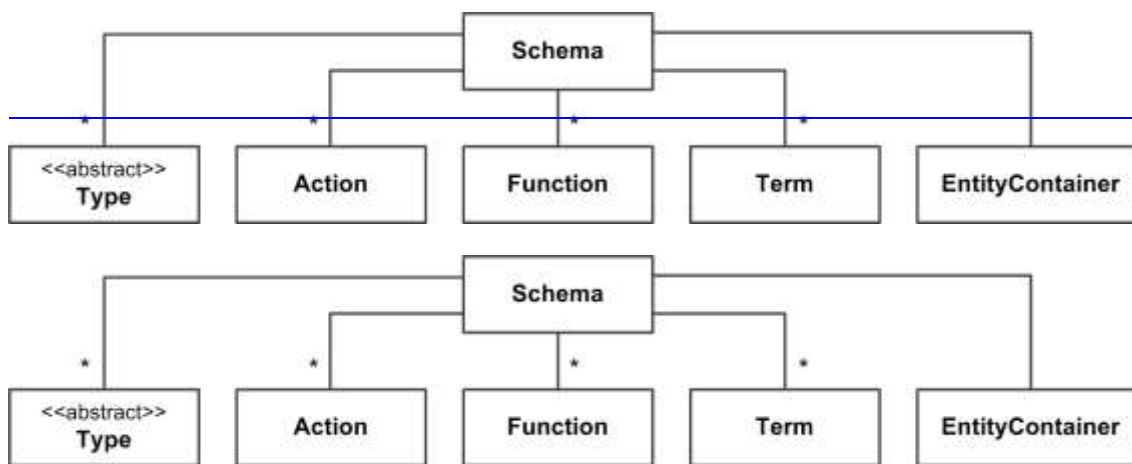 Schema
* * * *
<<abstract>>
Type Action Function Term EntityContainer
Schema
* * * *
<<abstract>>
Type Action Function Term EntityContainer